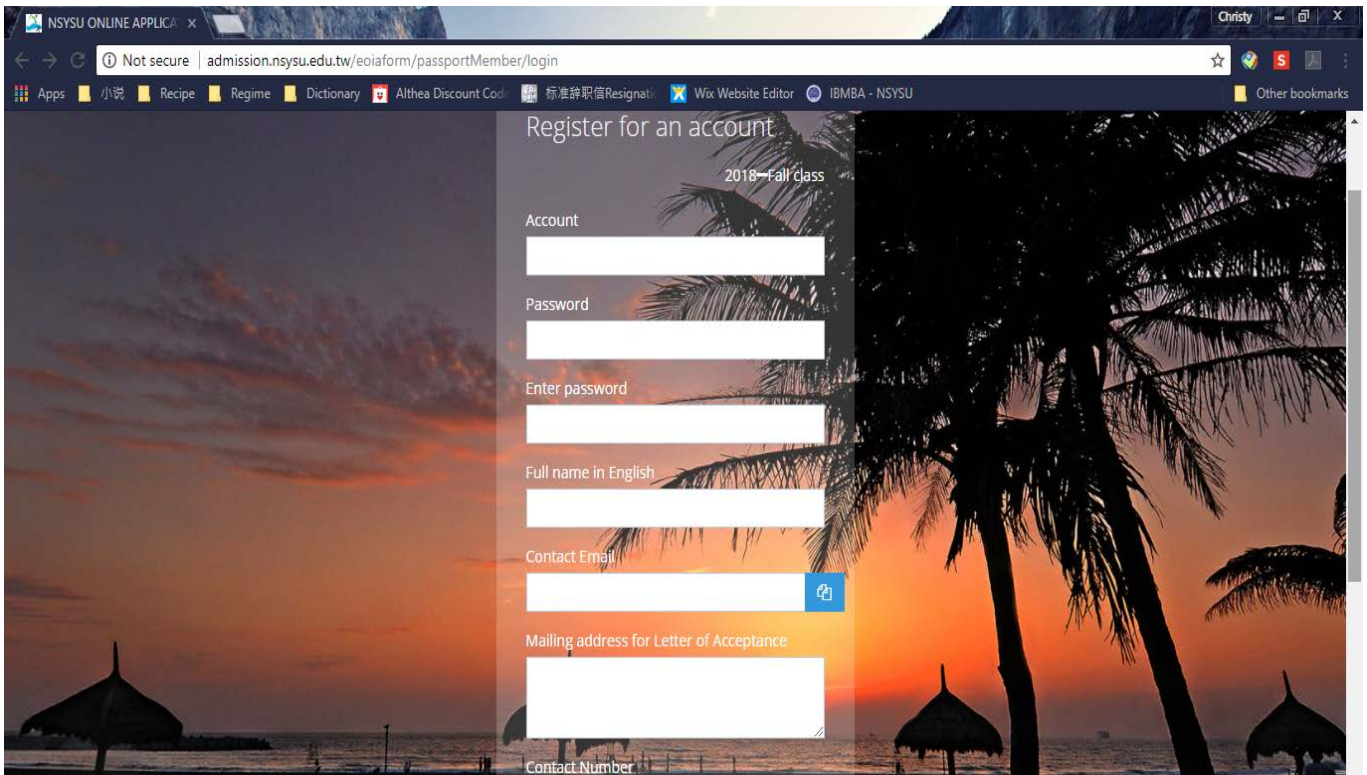 NSYSU ONLINE APPLICA
Christy
Not secure | admission.nsysu.edu.tw/eoiaform/passportMember/login
S
Apps 小说 Recipe Regime Dictionary Althea Discount Code 标准辞职信Resignati Wix Website Editor IBMBA - NSYSU Other bookmarks
Register for an account
2018━Fall class
Account
Password
Enter password
Full name in English
Contact Email
Mailing address for Letter of Acceptance
Contact Number